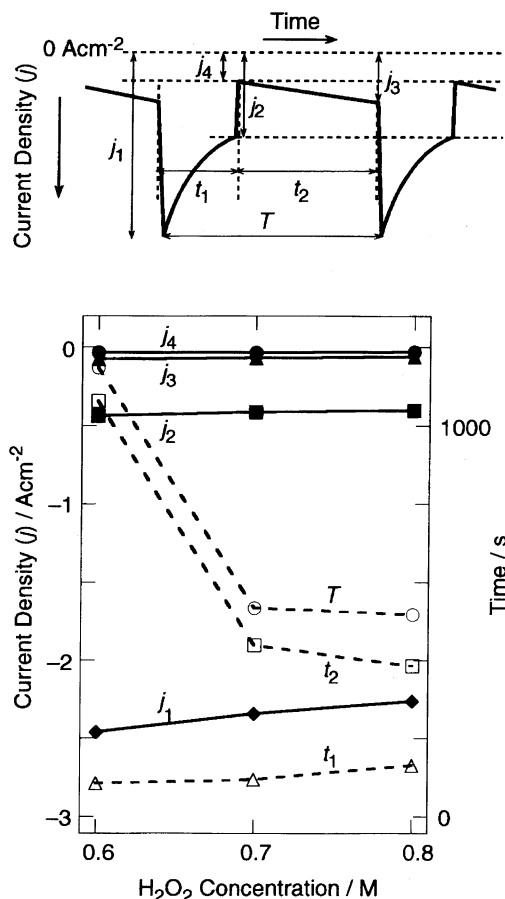 Time
0 Acm-2
j4
j3
j2
j1
Current Density (j)
t1
t2
T
0
j4
j3
j2
1000
−1
Current Density (j) / Acm-2
Time / s
T
−2
t2
j1
t1
−3
0
0.6
0.7
0.8
H2O2 Concentration / M